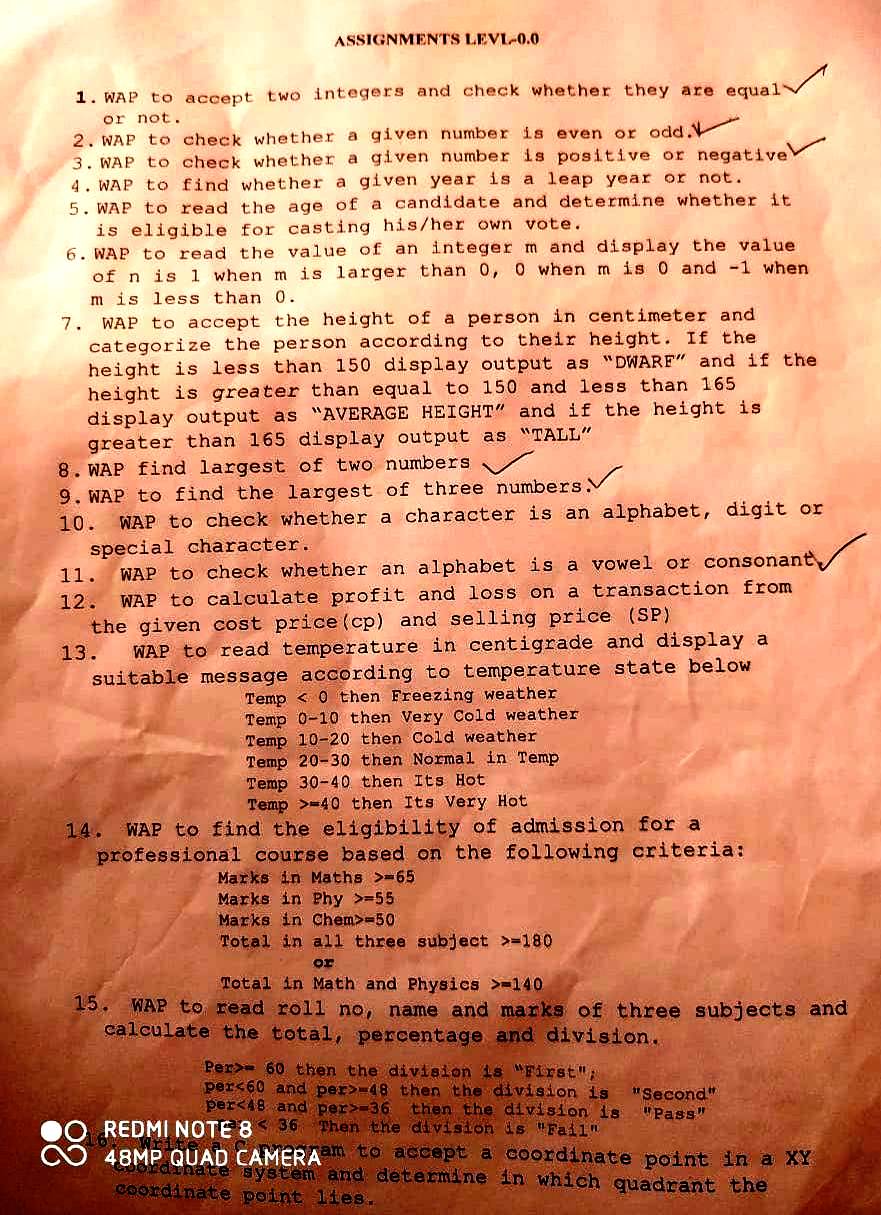 ASSIGNMENTS LEVL-0.0
1. WAP to accept two integers and check whether they are equal
or not.
2. WAP to check whether a given number is even or odd.
3. WAP to check whether a given number is positive or negative
4. WAP to find whether a given year is a leap year or not.
5. WAP to read the age of a candidate and determine whether it
is eligible for casting his/her own vote.
6. WAP to read the value of an integer m and display the value
of n is 1 when m is larger than 0, 0 when m is 0 and -1 when
m is less than 0.
7. WAP to accept the height of a person in centimeter and
categorize the person according to their height. If the
height is less than 150 display output as "DWARF" and if the
height is greater than equal to 150 and less than 165
display output as "AVERAGE HEIGHT" and if the height is
greater than 165 display output as "TALL"
8. WAP find largest of two numbers
9. WAP to find the largest of three numbers.
10. WAP to check whether a character is an alphabet, digit or
special character.
11. WAP to check whether an alphabet is a vowel or consonant.
12. WAP to calculate profit and loss on a transaction from
the given cost price(cp) and selling price (SP)
13. WAP to read temperature in centigrade and display a
suitable message according to temperature state below
Temp < 0 then Freezing weather
Temp 0-10 then Very Cold weather
Temp 10-20 then Cold weather
Temp 20-30 then Normal in Temp
Temp 30-40 then Its Hot
Temp >=40 then Its Very Hot
14. WAP to find the eligibility of admission for a
professional course based on the following criteria:
Marks in Maths >=65
Marks in Phy >=55
Marks in Chem>=50
Total in all three subject >=180
or
Total in Math and Physics >=140
15. WAP to read roll no, name and marks of three subjects and
calculate the total, percentage and division.
Per>= 60 then the division is "First";
per<60 and per>=48 then the division is "Second"
per<48 and per>=36 then the division is "Pass"
< 36 Then the division is "Fail"
16. Write a C program to accept a coordinate point in a XY
coordinate system and determine in which quadrant the
coordinate point lies.
REDMI NOTE 8
48MP QUAD CAMERA